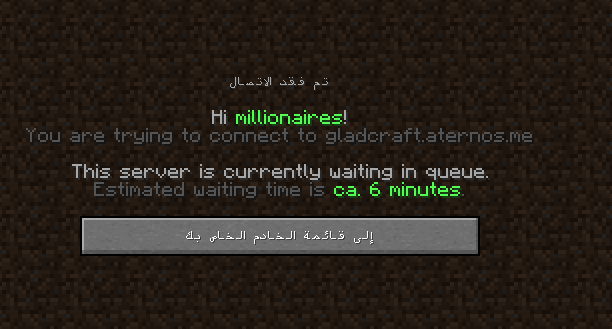 تم فقد الاتصال
Hi millionaires!
You are trying to connect to gladcraft.aternos.me
This server is currently waiting in queue.
Estimated waiting time is ca. 6 minutes.
إلى قائمة الخادم الخاص بك